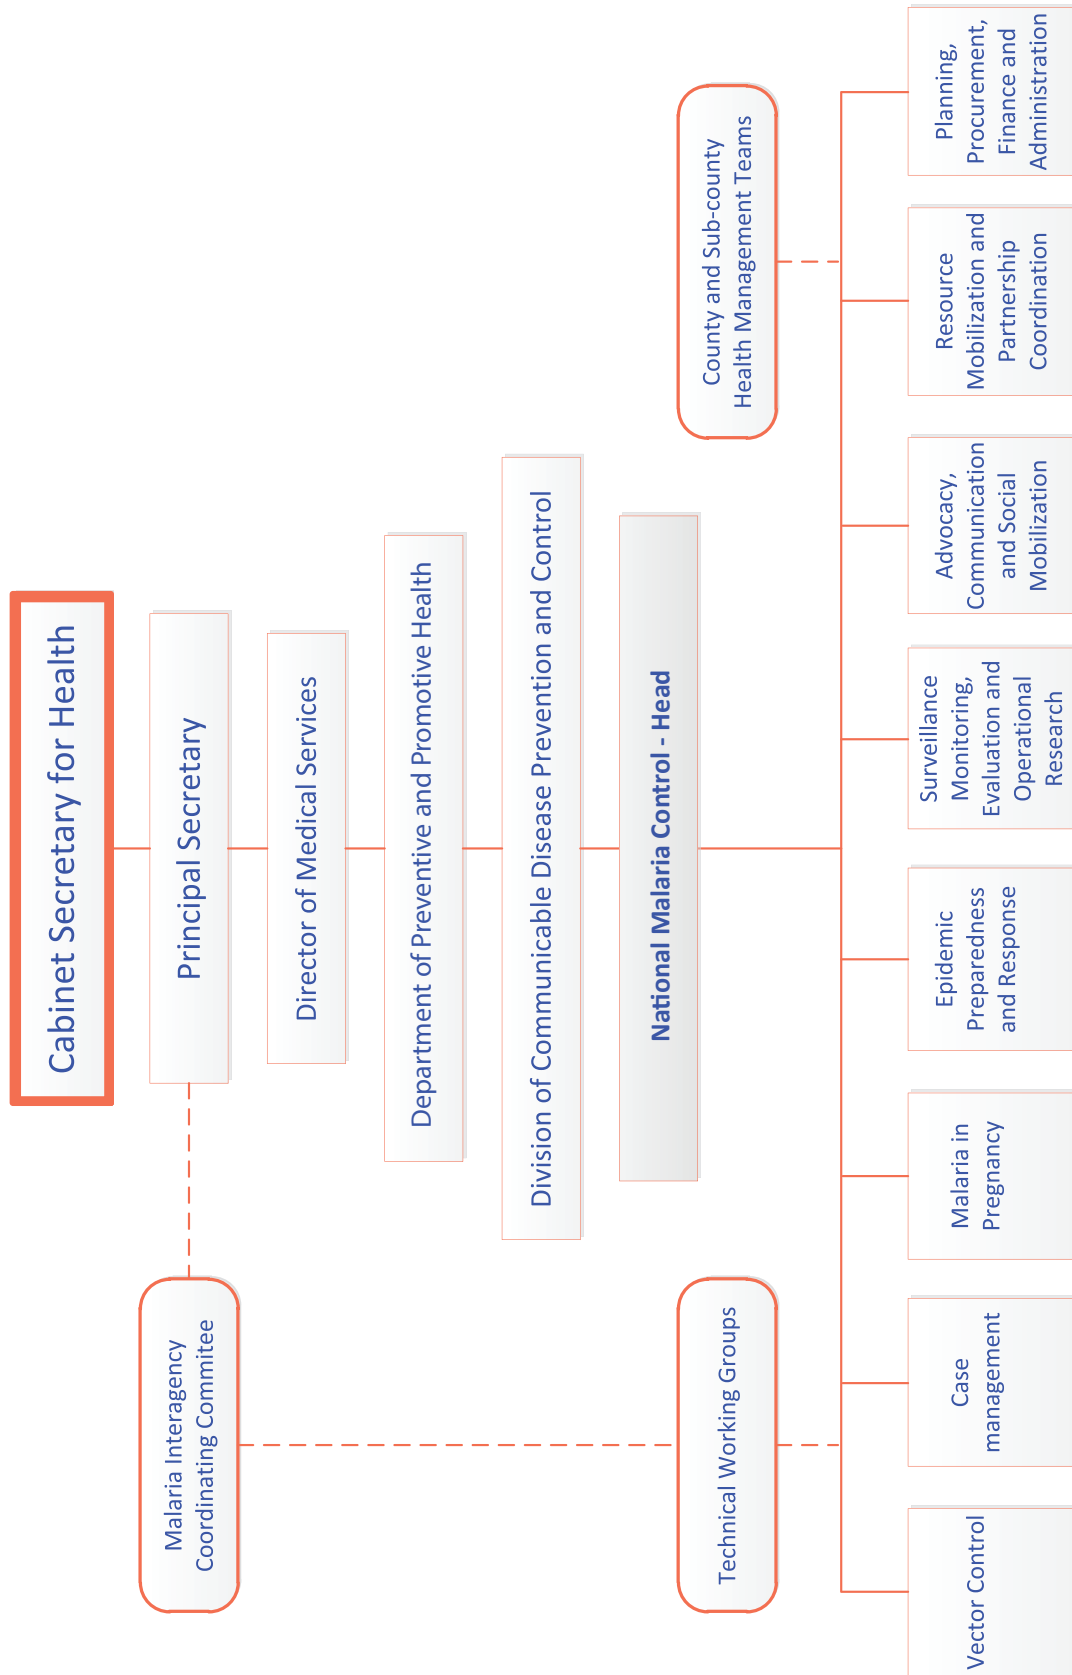 Cabinet Secretary for Health
Malaria Interagency
Coordinating Commitee
Principal Secretary
Director of Medical Services
Department of Preventive and Promotive Health
Division of Communicable Disease Prevention and Control
National Malaria Control - Head
Technical Working Groups
County and Sub-county
Health Management Teams
Vector Control
Case
management
Malaria in
Pregnancy
Epidemic
Preparedness
and Response
Surveillance
Monitoring,
Evaluation and
Operational
Research
Advocacy,
Communication
and Social
Mobilization
Resource
Mobilization and
Partnership
Coordination
Planning,
Procurement,
Finance and
Administration